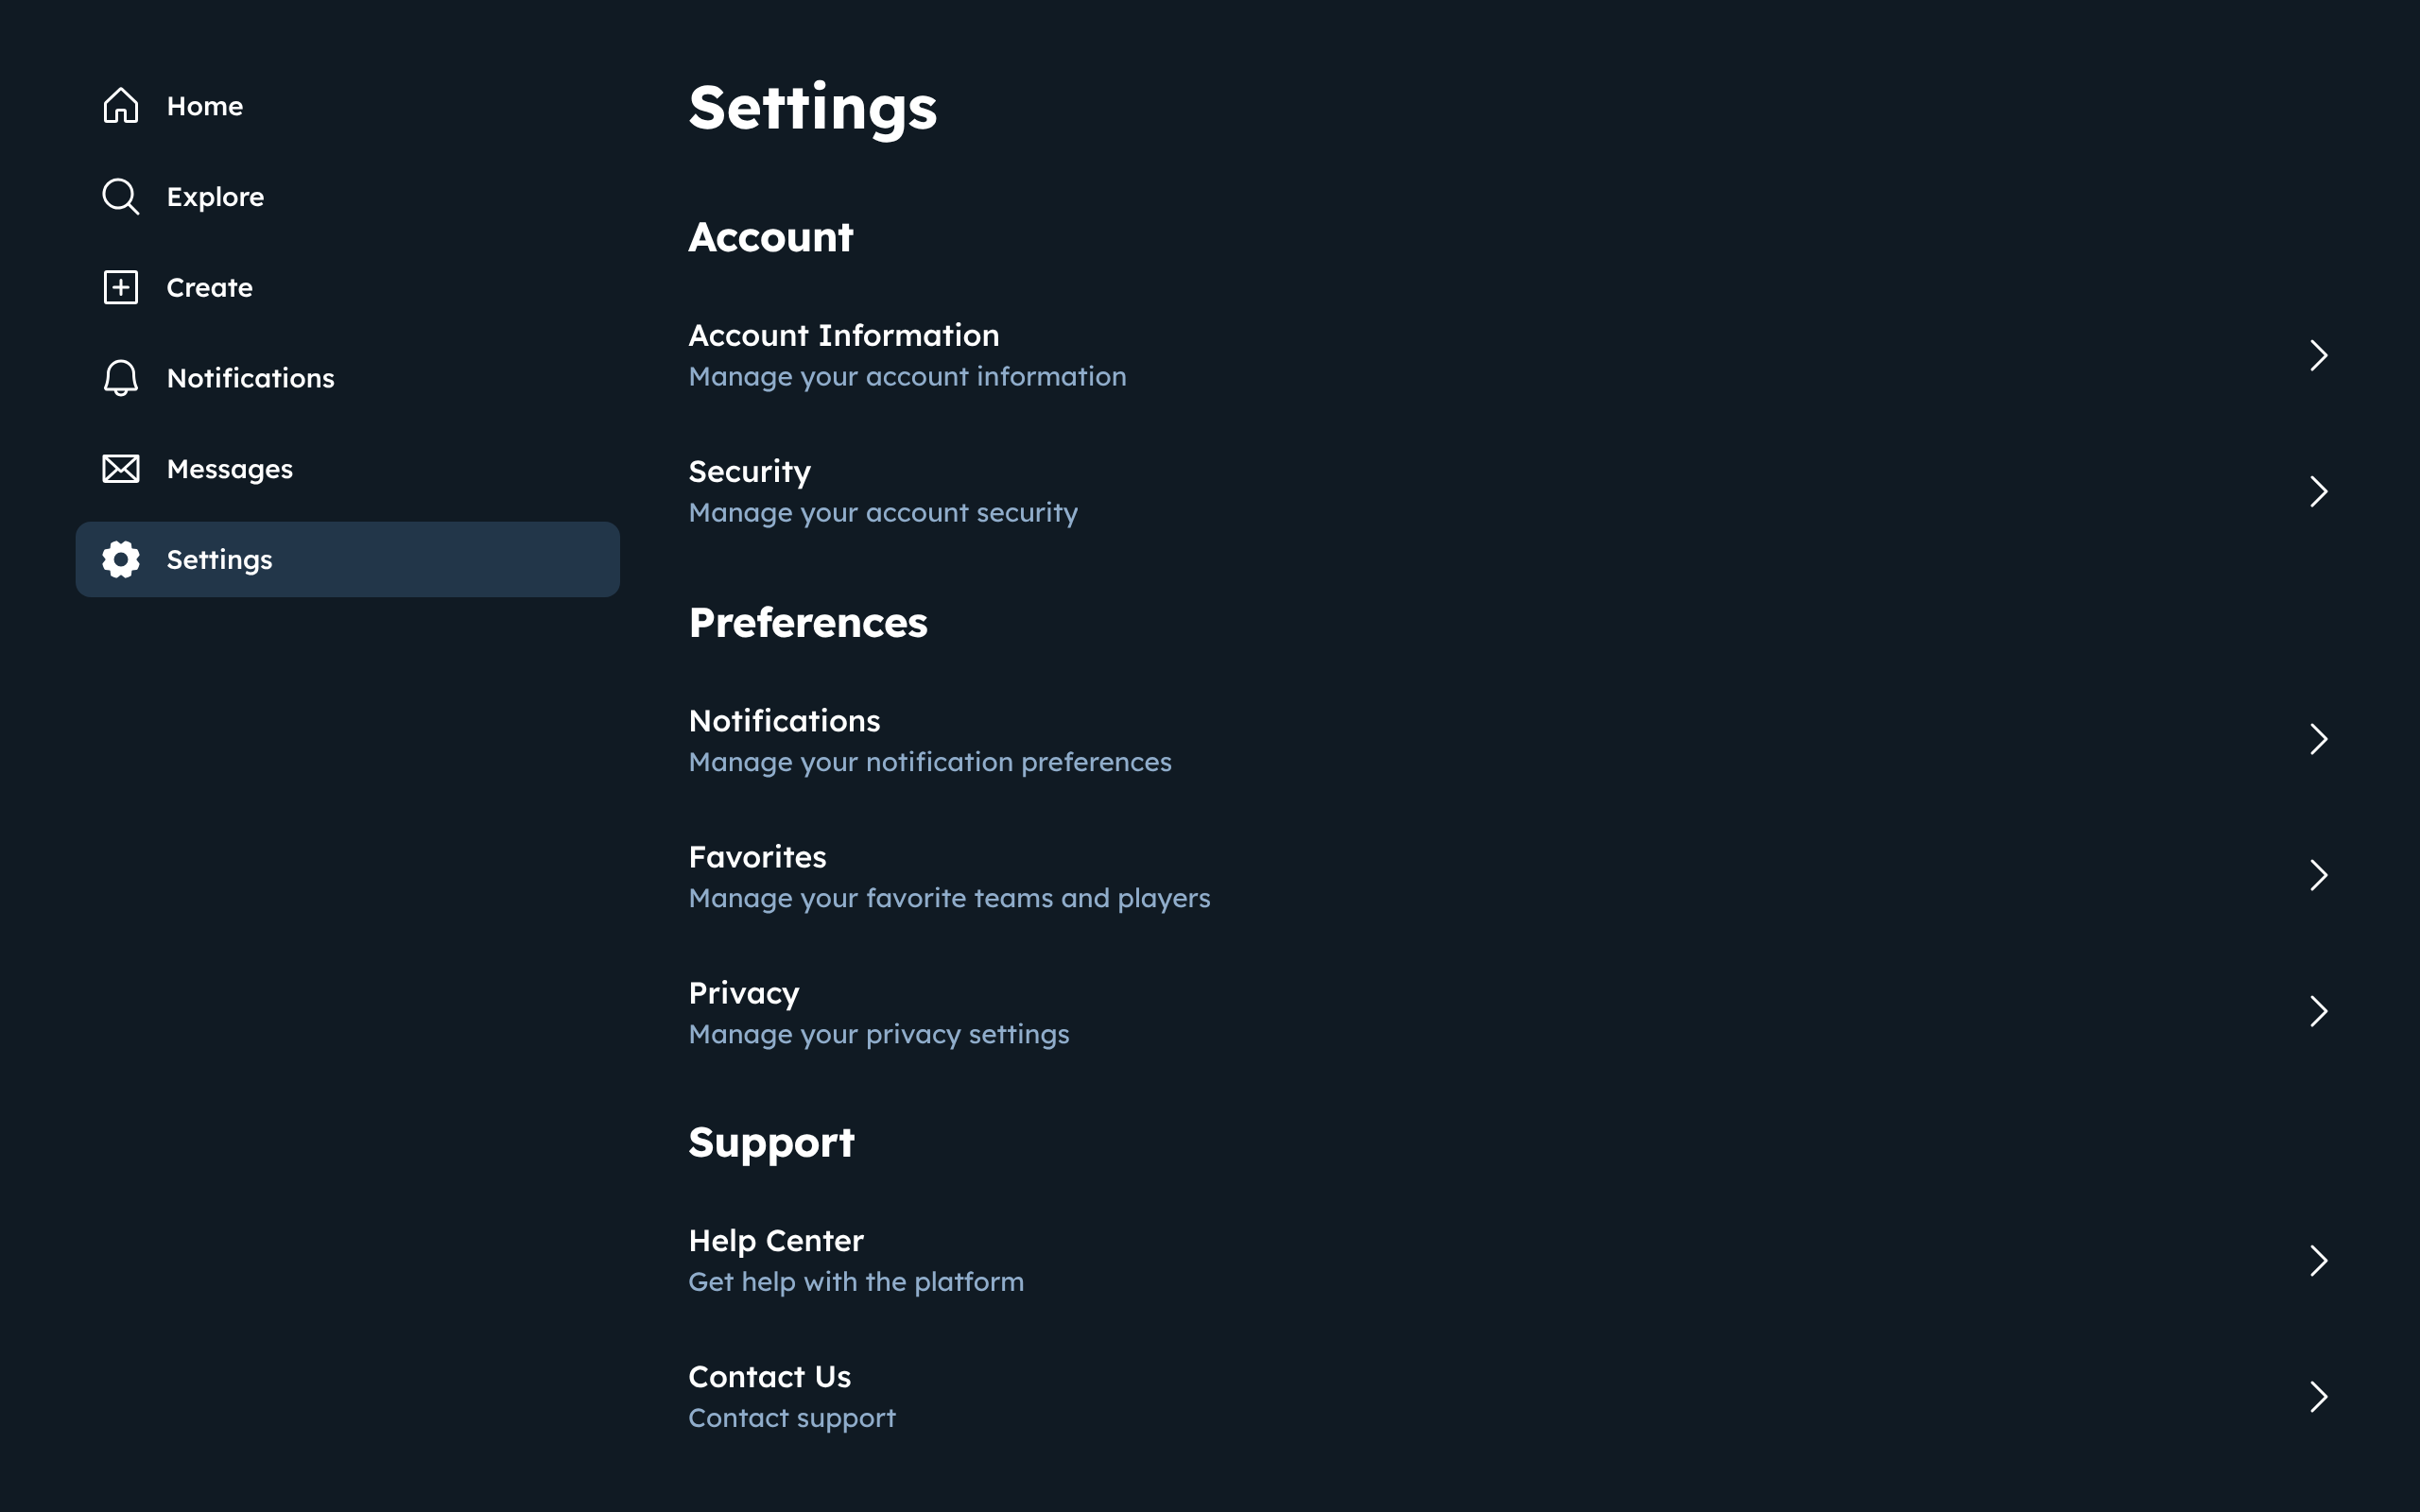 Home
Explore
Create
Notifications
Messages
Settings
Settings
Account
Account Information
Manage your account information
Security
Manage your account security
Preferences
Notifications
Manage your notification preferences
Favorites
Manage your favorite teams and players
Privacy
Manage your privacy settings
Support
Help Center
Get help with the platform
Contact Us
Contact support